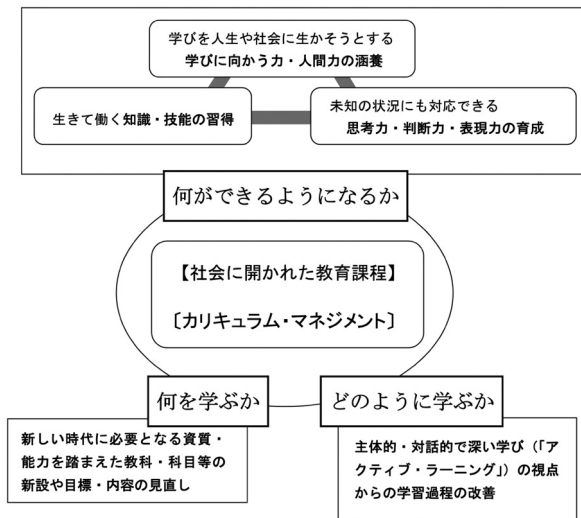 学びを人生や社会に生かそうとする
学びに向かう力・人間力の涵養
生きて働く知識・技能の習得
未知の状況にも対応できる
思考力・判断力・表現力の育成
何ができるようになるか
【社会に開かれた教育課程】
〔カリキュラム・マネジメント〕
何を学ぶか
どのように学ぶか
新しい時代に必要となる資質・
能力を踏まえた教科・科目等の
新設や目標・内容の見直し
主体的・対話的で深い学び（「ア
クティブ・ラーニング」）の視点
からの学習過程の改善